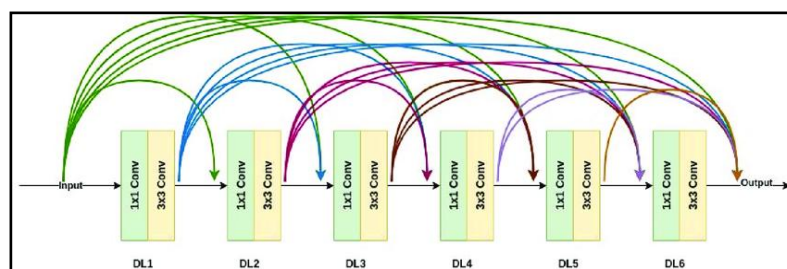 Input
1x1 Conv
3x3 Conv
1x1 Conv
3x3 Conv
1x1 Conv
3x3 Conv
1x1 Conv
3x3 Conv
1x1 Conv
3x3 Conv
1x1 Conv
3x3 Conv
Output
DL1
DL2
DL3
DL4
DL5
DL6